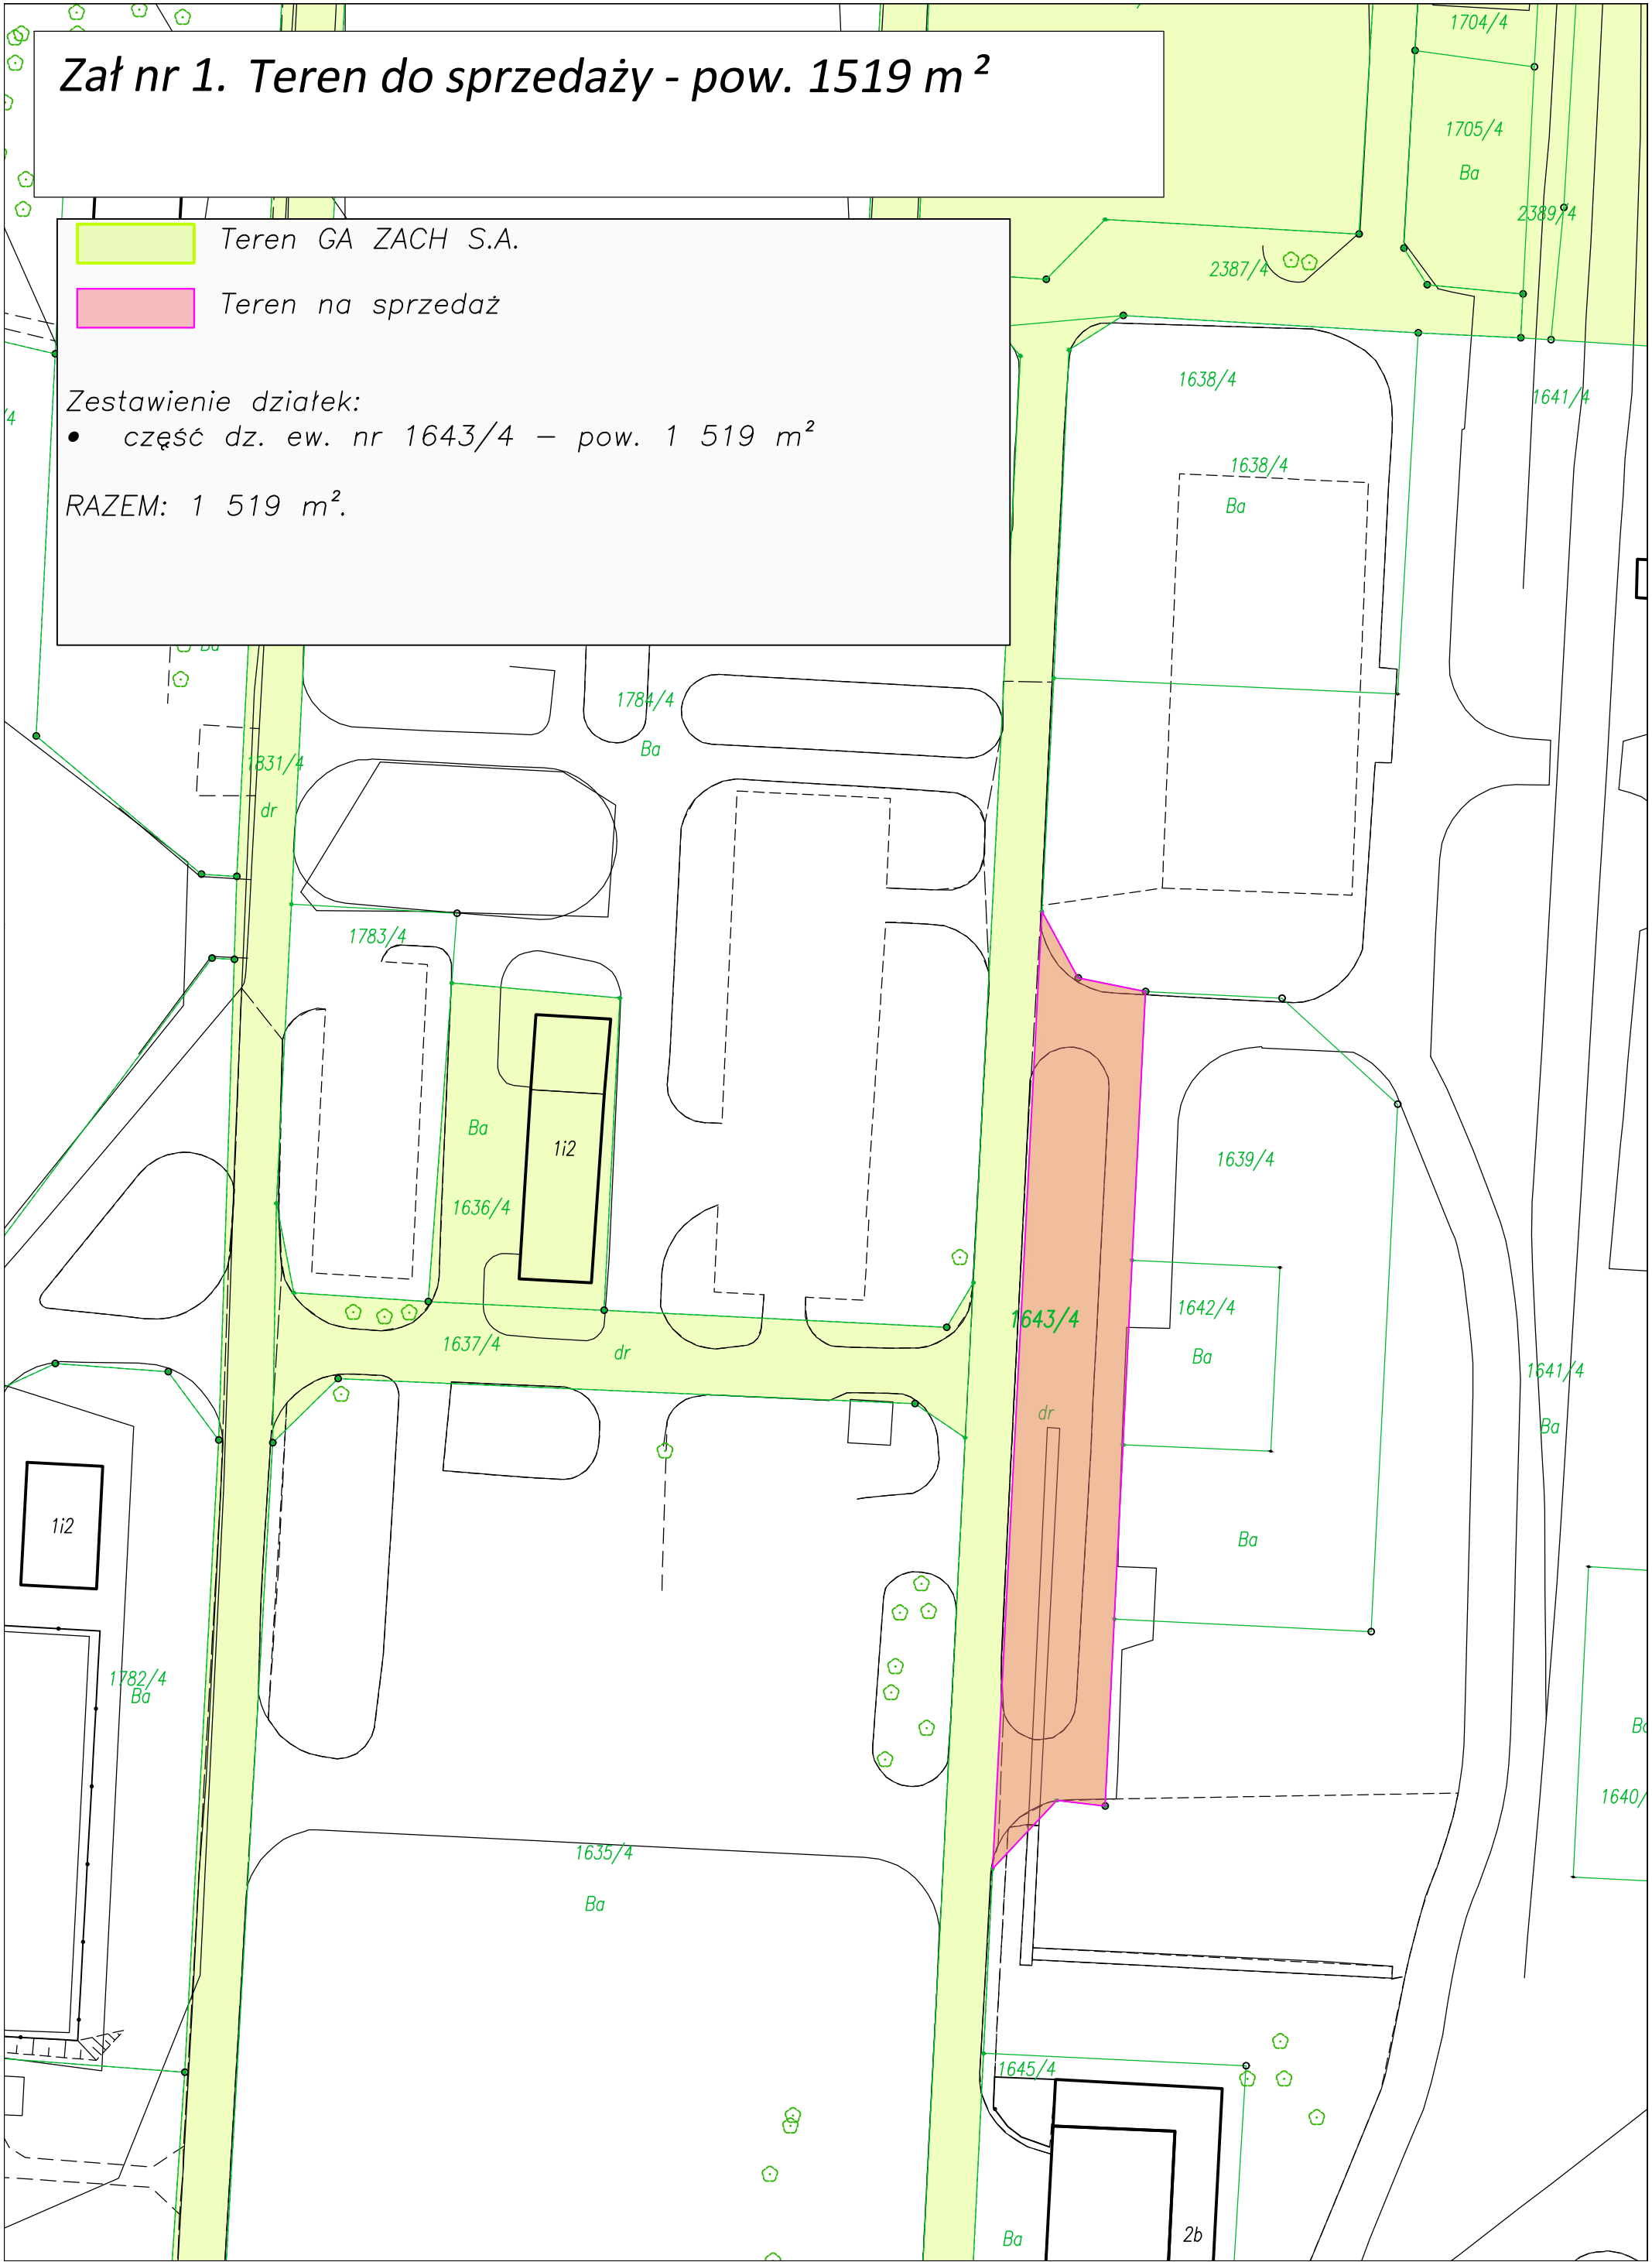 Zał nr 1. Teren do sprzedaży - pow. 1519 m²
Teren GA ZACH S.A.
Teren na sprzedaż
Zestawienie działek:
• część dz. ew. nr 1643/4 – pow. 1 519 m²
RAZEM: 1 519 m².
1704/4
1705/4
Ba
2389/4
2387/4
1638/4
1641/4
/4
1638/4
Ba
Ba
1784/4
Ba
1831/4
dr
1783/4
Ba
1i2
1639/4
1636/4
1642/4
1643/4
1637/4
dr
Ba
1641/4
dr
Ba
1i2
Ba
1782/4
Ba
Ba
1640/
1635/4
Ba
1645/4
2b
Ba